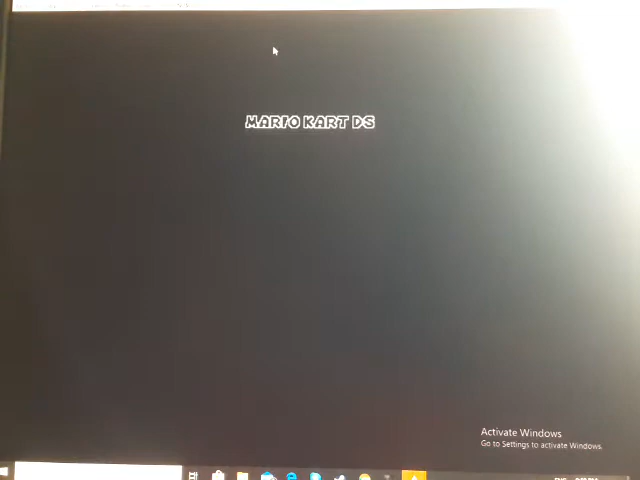 MARIO KART DS
Activate Windows
Go to Settings to activate Windows.